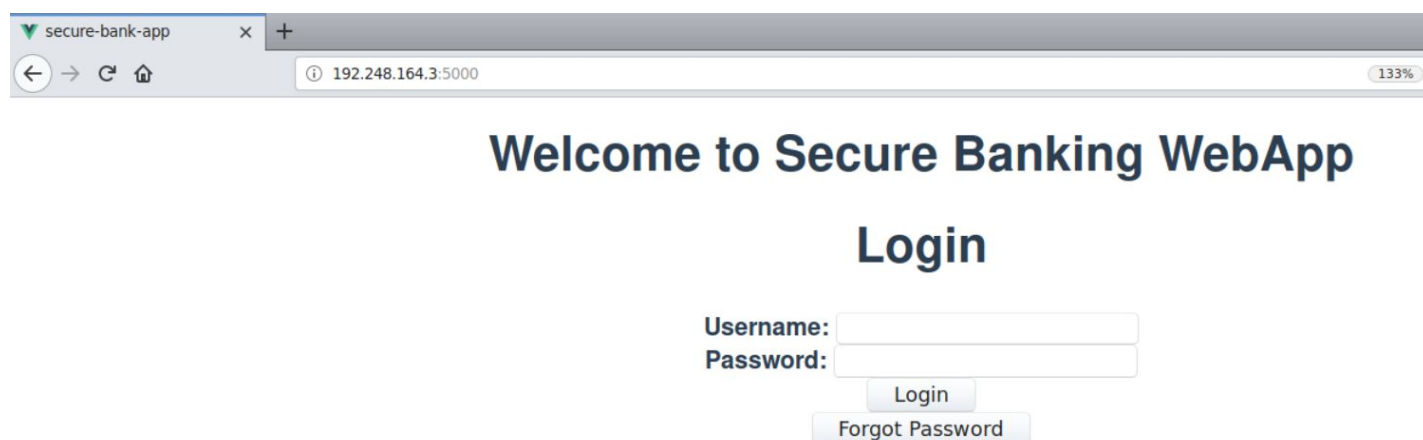 secure-bank-app
192.248.164.3:5000
133%
Welcome to Secure Banking WebApp
Login
Username:
Password:
Login
Forgot Password